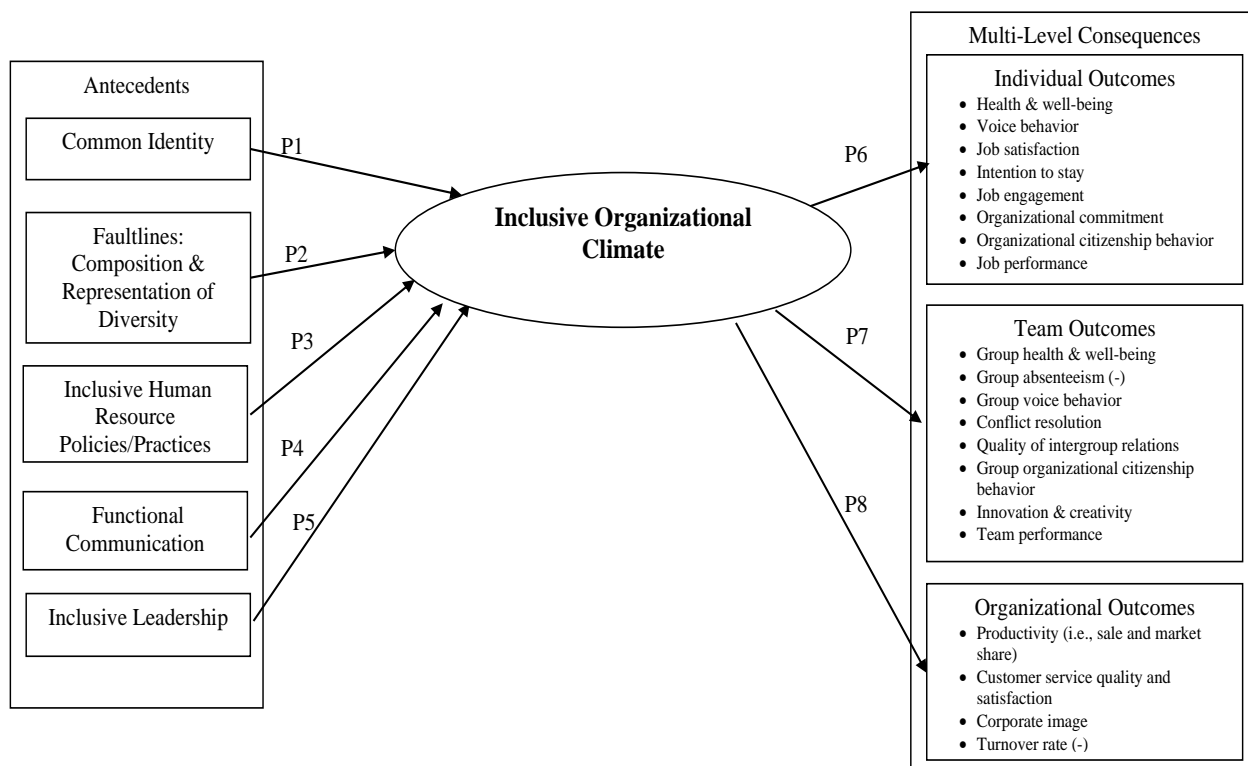 Antecedents
Common Identity
Faultlines:
Composition &
Representation of
Diversity
Inclusive Human
Resource
Policies/Practices
Functional
Communication
Inclusive Leadership
P1
P2
P3
P4
P5
Inclusive Organizational
Climate
P6
P7
P8
Multi-Level Consequences
Individual Outcomes
• Health & well-being
• Voice behavior
• Job satisfaction
• Intention to stay
• Job engagement
• Organizational commitment
• Organizational citizenship behavior
• Job performance
Team Outcomes
• Group health & well-being
• Group absenteeism (-)
• Group voice behavior
• Conflict resolution
• Quality of intergroup relations
• Group organizational citizenship
behavior
• Innovation & creativity
• Team performance
Organizational Outcomes
• Productivity (i.e., sale and market
share)
• Customer service quality and
satisfaction
• Corporate image
• Turnover rate (-)